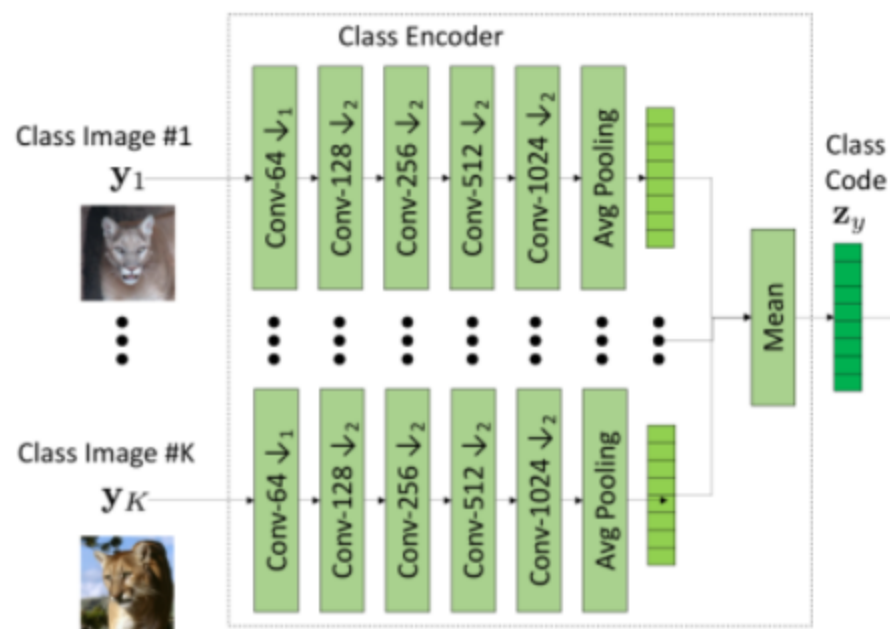 Class Encoder
Class Image #1
y₁
Conv-64 ↓₁
Conv-128 ↓₂
Conv-256 ↓₂
Conv-512 ↓₂
Conv-1024 ↓₂
Avg Pooling
Mean
Class
Code
z_y
Class Image #K
y_K
Conv-64 ↓₁
Conv-128 ↓₂
Conv-256 ↓₂
Conv-512 ↓₂
Conv-1024 ↓₂
Avg Pooling